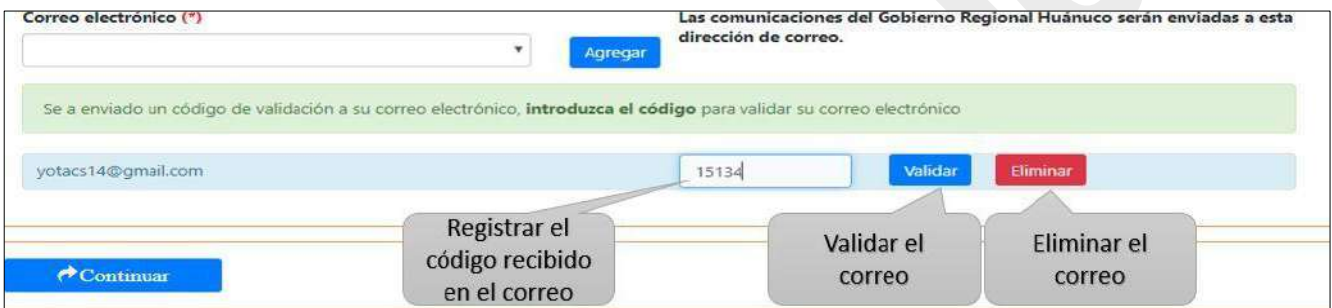 Correo electrónico (*)
Las comunicaciones del Gobierno Regional Huánuco serán enviadas a esta
dirección de correo.
Agregar
Se a enviado un código de validación a su correo electrónico, introduzca el código para validar su correo electrónico
yotacs14@gmail.com
15134
Validar
Eliminar
Registrar el
código recibido
en el correo
Validar el
correo
Eliminar el
correo
Continuar